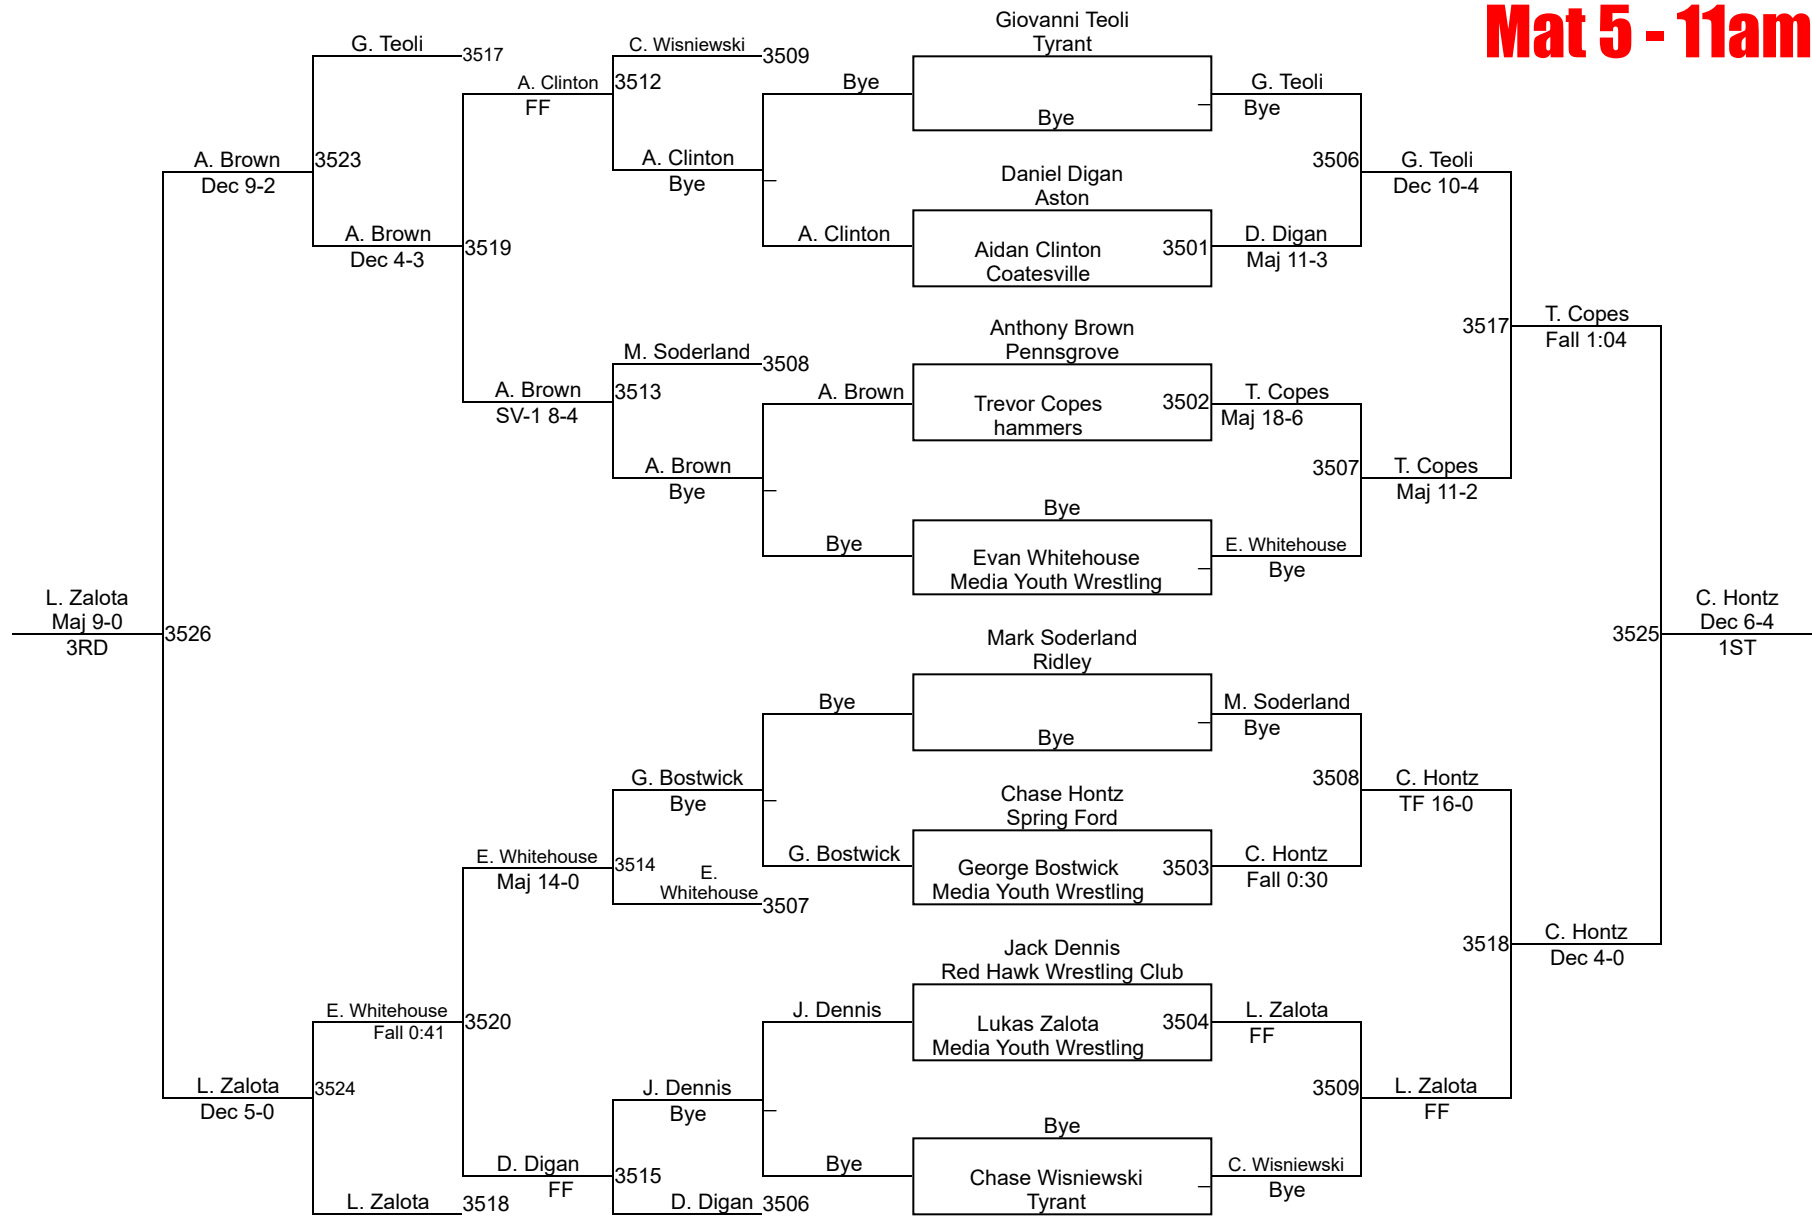 Mat 5 - 11am
G. Teoli
3517
C. Wisniewski
3509
Giovanni Teoli
Tyrant
A. Clinton
FF
3512
Bye
Bye
G. Teoli
Bye
A. Brown
Dec 9-2
3523
A. Clinton
Bye
Daniel Digan
Aston
3506
G. Teoli
Dec 10-4
A. Brown
Dec 4-3
3519
A. Clinton
Aidan Clinton
Coatesville
3501
D. Digan
Maj 11-3
Anthony Brown
Pennsgrove
3517
T. Copes
Fall 1:04
M. Soderland
3508
A. Brown
SV-1 8-4
3513
A. Brown
Trevor Copes
hammers
3502
T. Copes
Maj 18-6
A. Brown
Bye
3507
T. Copes
Maj 11-2
Bye
Bye
Evan Whitehouse
Media Youth Wrestling
E. Whitehouse
Bye
L. Zalota
Maj 9-0
3RD
3526
3525
C. Hontz
Dec 6-4
1ST
Mark Soderland
Ridley
Bye
Bye
M. Soderland
Bye
G. Bostwick
Bye
Chase Hontz
Spring Ford
3508
C. Hontz
TF 16-0
E. Whitehouse
Maj 14-0
3514
E.
Whitehouse
3507
G. Bostwick
George Bostwick
Media Youth Wrestling
3503
C. Hontz
Fall 0:30
Jack Dennis
Red Hawk Wrestling Club
3518
C. Hontz
Dec 4-0
E. Whitehouse
Fall 0:41
3520
J. Dennis
Lukas Zalota
Media Youth Wrestling
3504
L. Zalota
FF
L. Zalota
Dec 5-0
3524
J. Dennis
Bye
3509
L. Zalota
FF
Bye
D. Digan
FF
3515
Bye
Chase Wisniewski
Tyrant
C. Wisniewski
Bye
L. Zalota
3518
D. Digan
3506